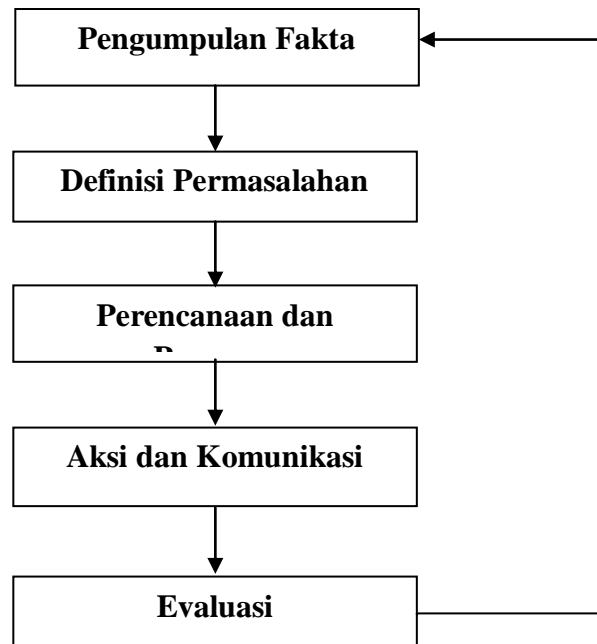 Pengumpulan Fakta
Definisi Permasalahan
Perencanaan dan
Aksi dan Komunikasi
Evaluasi